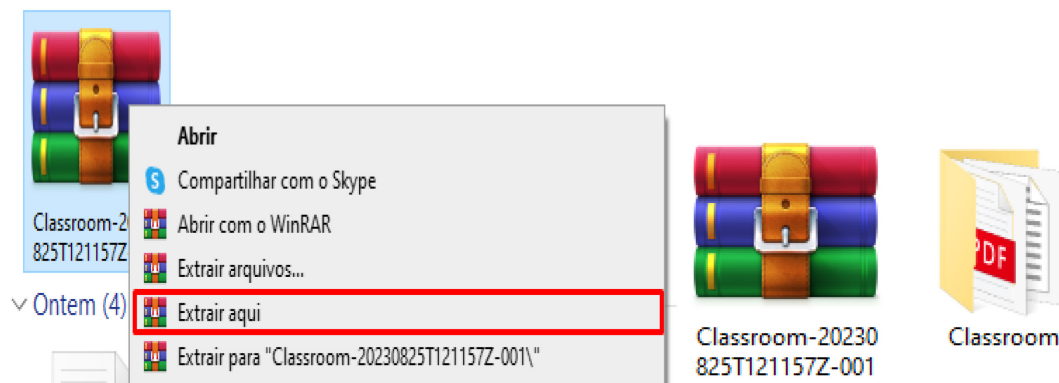 Classroom-2
825T121157Z
Ontem (4)
Abrir
Compartilhar com o Skype
Abrir com o WinRAR
Extrair arquivos...
Extrair aqui
Extrair para "Classroom-20230825T121157Z-001\"
Classroom-20230
825T121157Z-001
PDF
Classroom